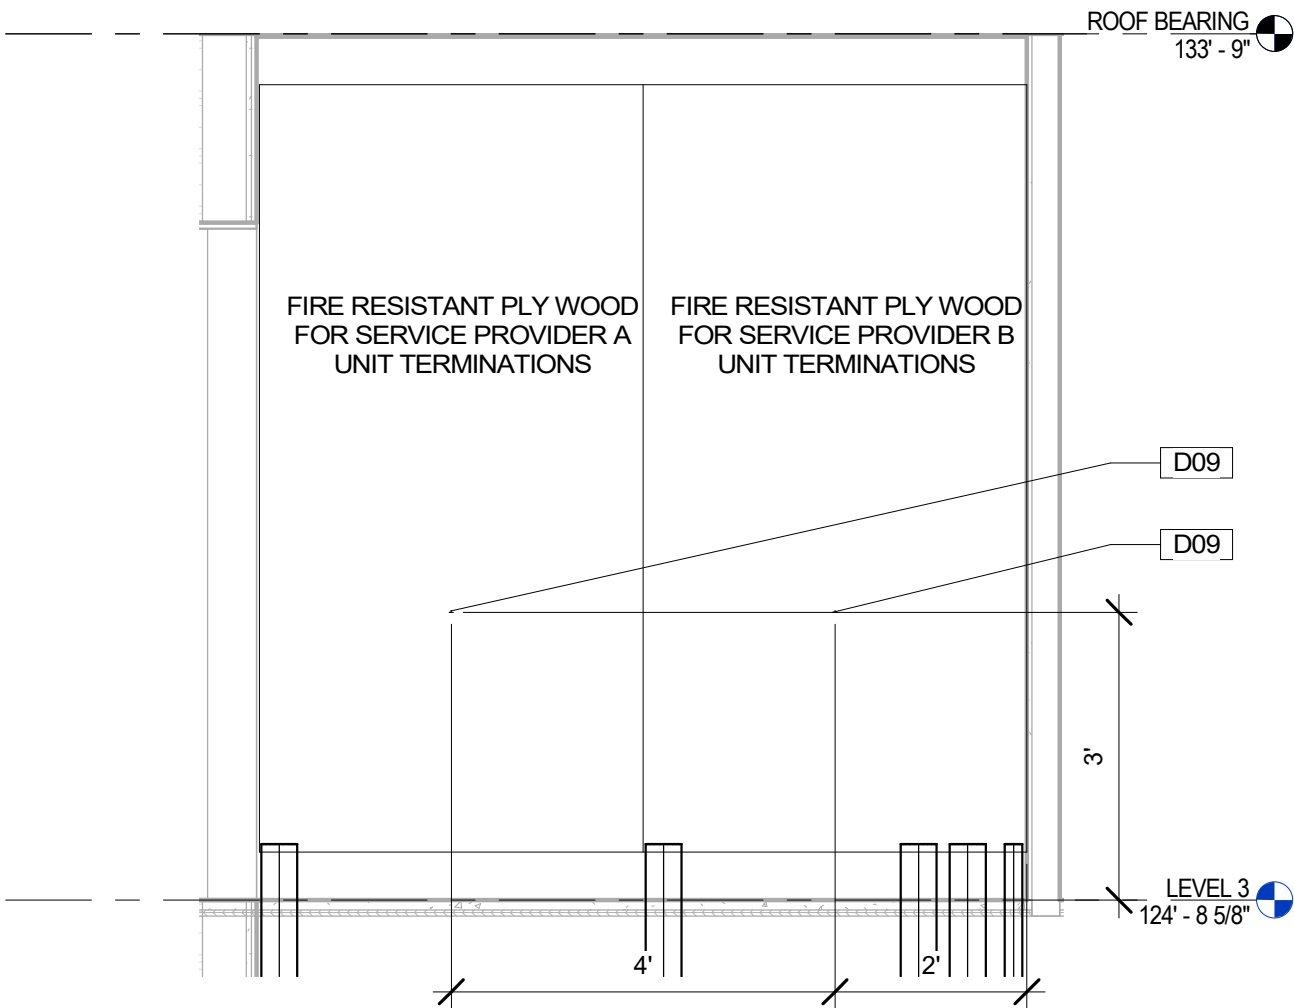 ROOF BEARING
133' - 9"
FIRE RESISTANT PLY WOOD
FOR SERVICE PROVIDER A
UNIT TERMINATIONS
FIRE RESISTANT PLY WOOD
FOR SERVICE PROVIDER B
UNIT TERMINATIONS
D09
D09
3'
LEVEL 3
124' - 8 5/8"
4'
2'